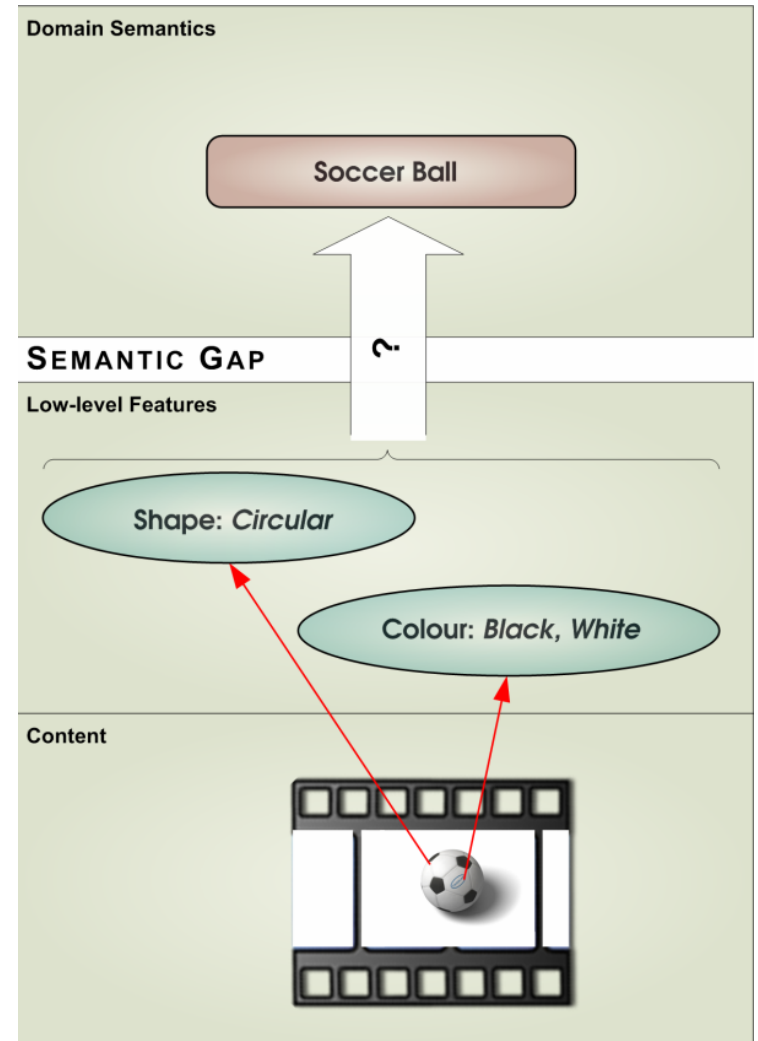 Domain Semantics
Soccer Ball
?
SEMANTIC GAP
Low-level Features
Shape: Circular
Colour: Black, White
Content